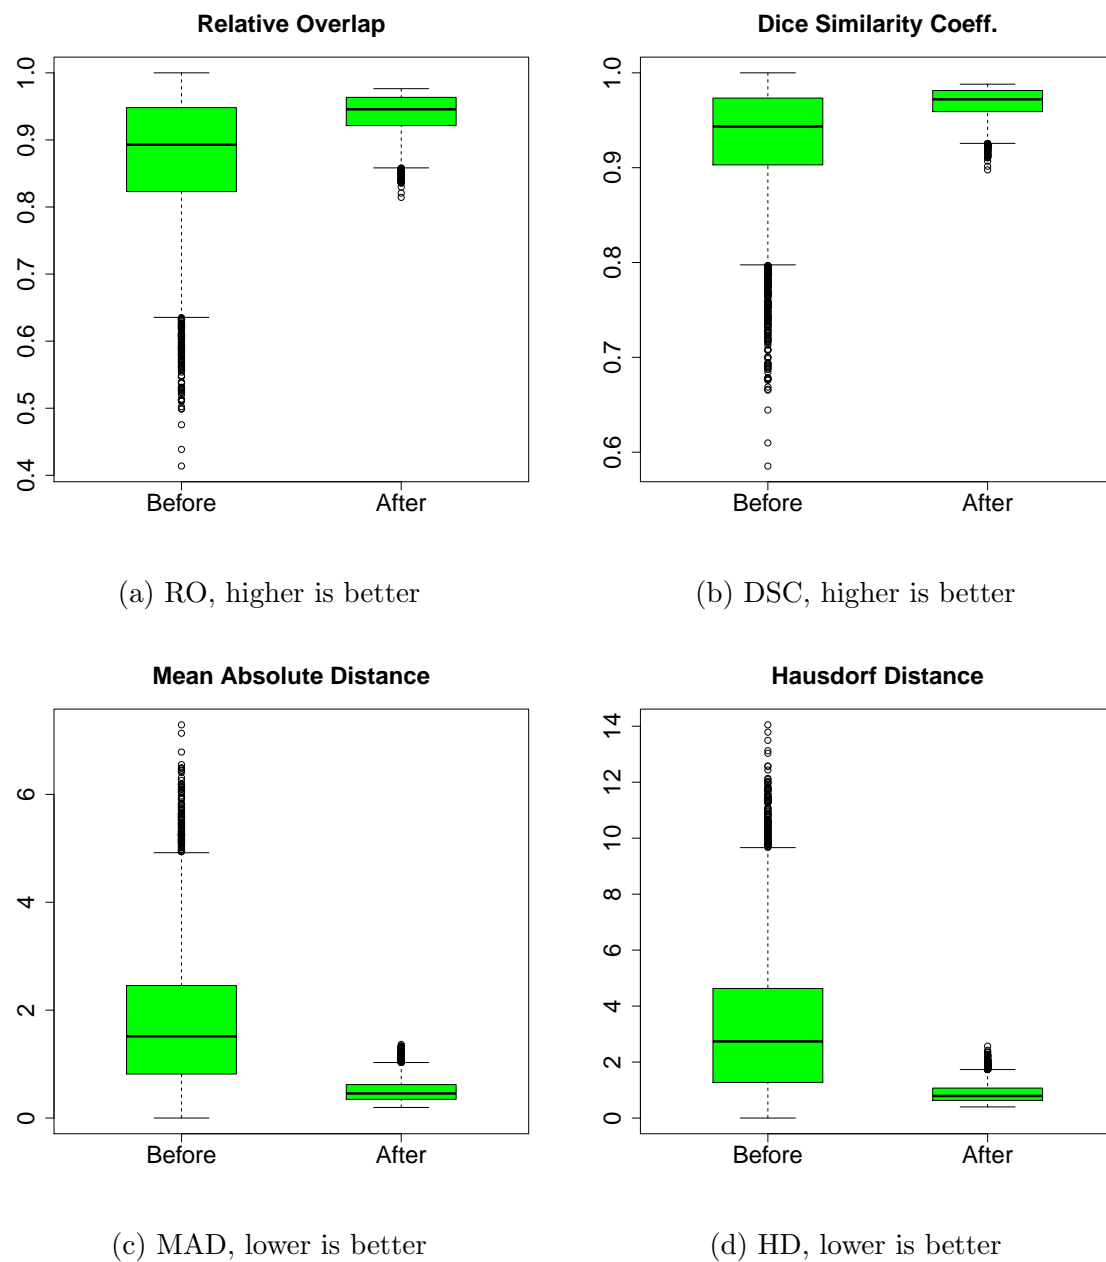 Relative Overlap
1.0
0.9
0.8
0.7
0.6
0.5
0.4
Before After
(a) RO, higher is better
Dice Similarity Coeff.
1.0
0.9
0.8
0.7
0.6
Before After
(b) DSC, higher is better
Mean Absolute Distance
6
4
2
0
Before After
(c) MAD, lower is better
Hausdorf Distance
14
12
10
8
6
4
2
0
Before After
(d) HD, lower is better